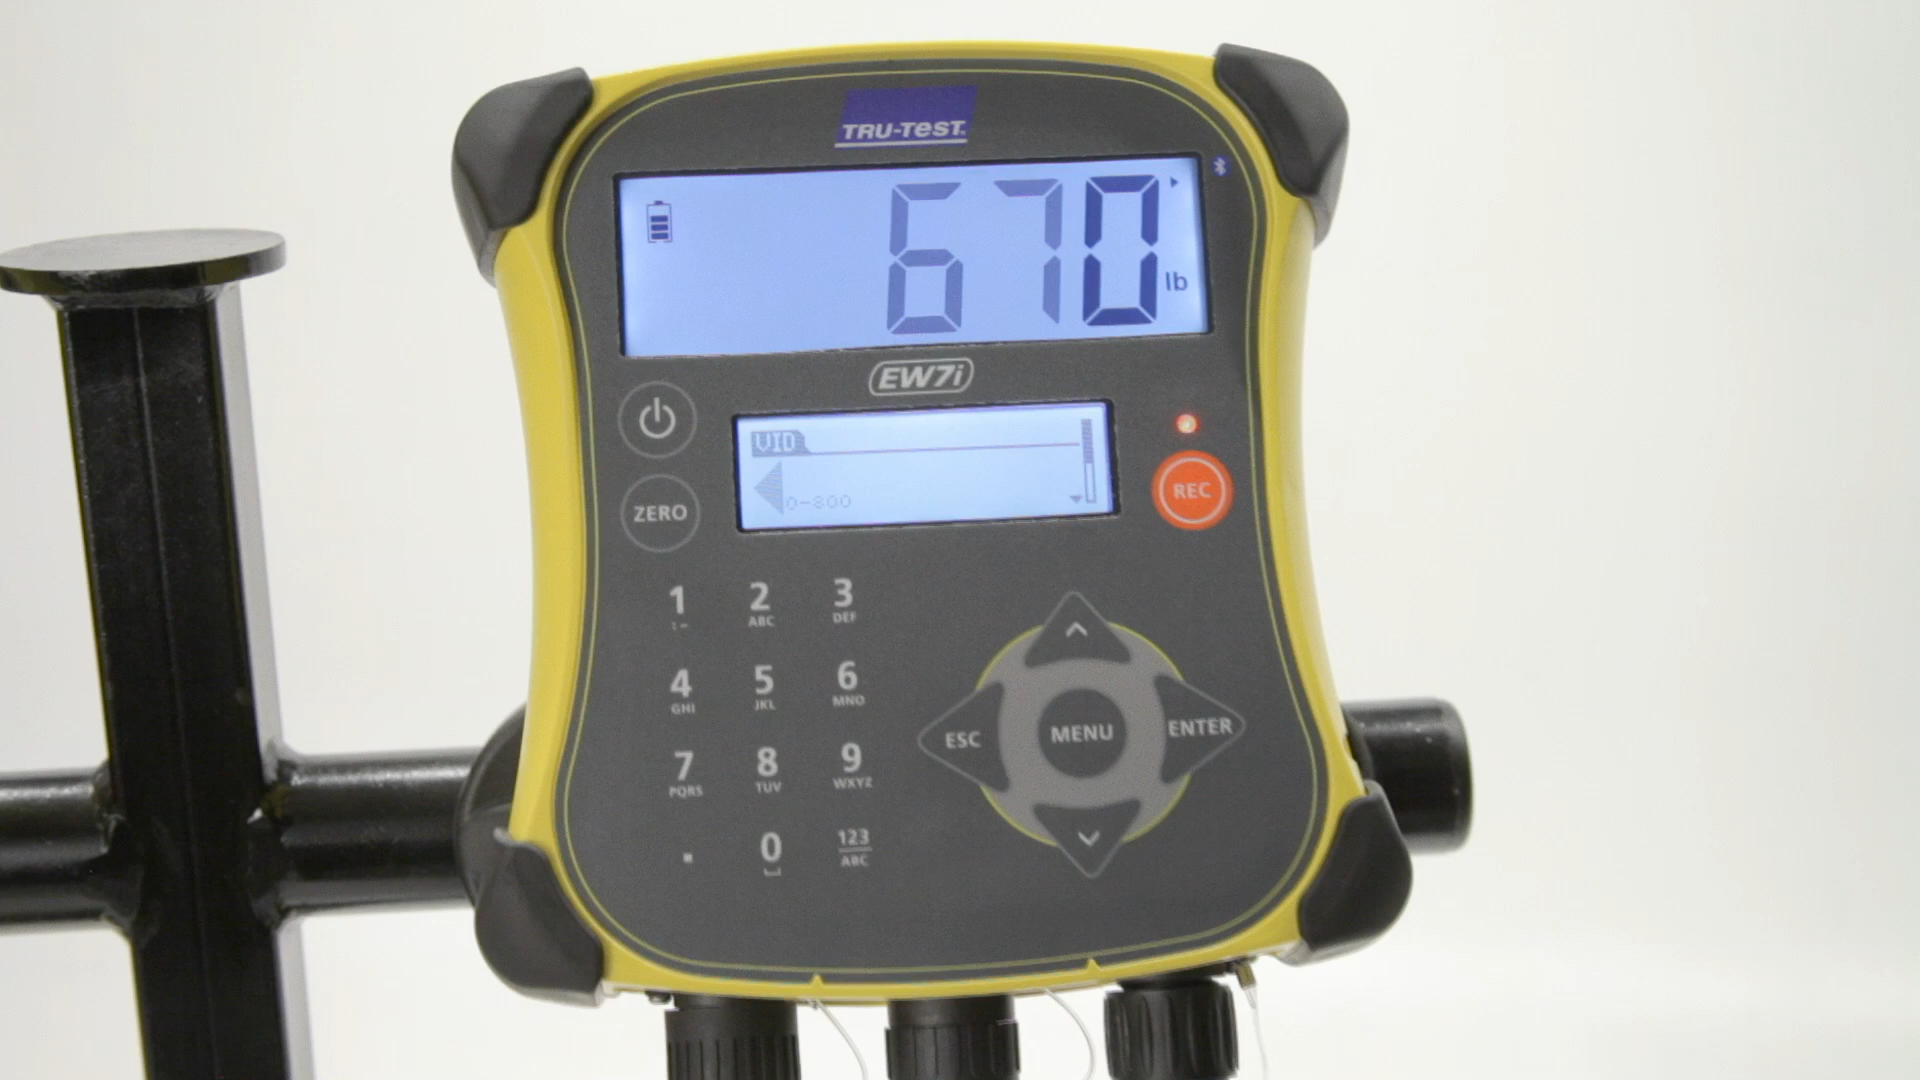 TRU-TEST
670
lb
EW7i
VID
0-800
REC
ZERO
1 2 3
:- ABC DEF
4 5 6
GHI JKL MNO
7 8 9
PQRS TUV WXYZ
. 0 123
ABC
ESC MENU ENTER